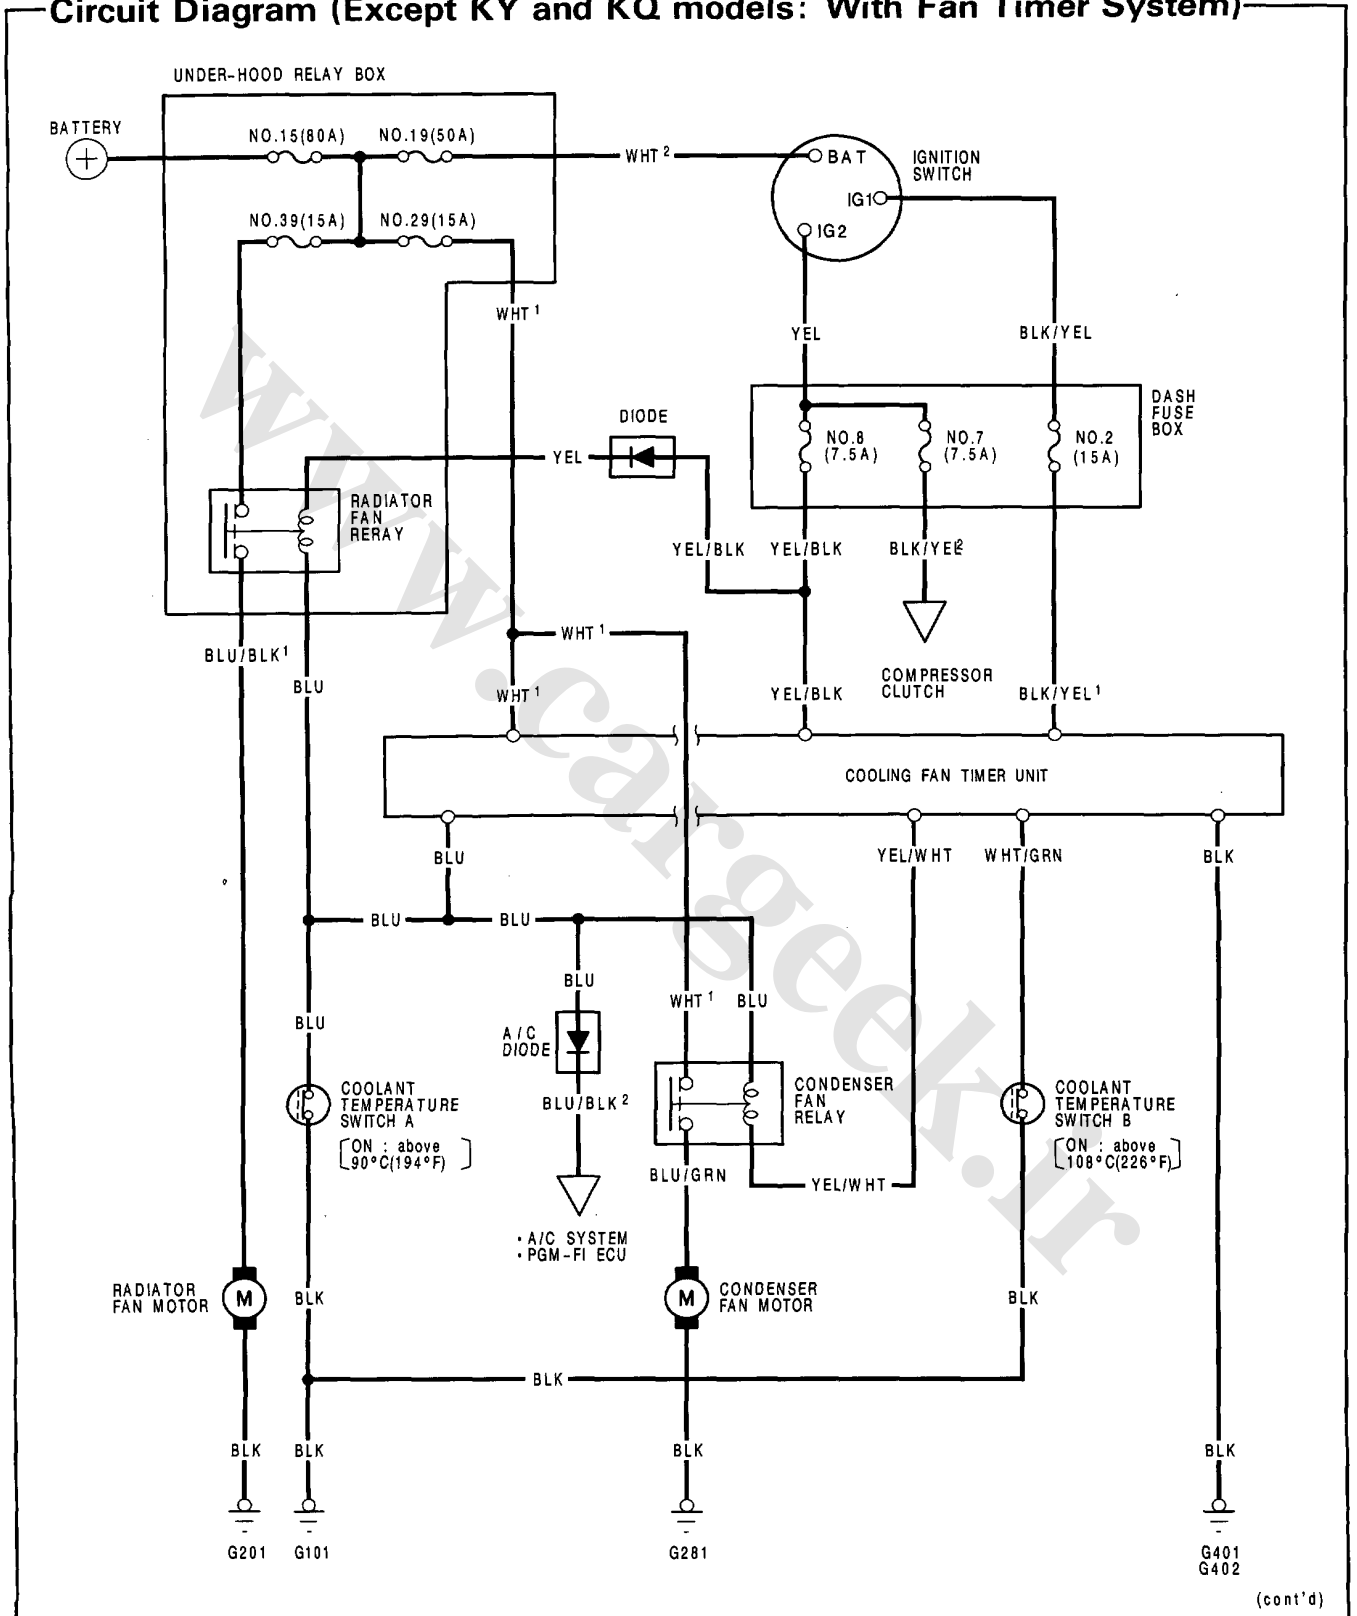 Circuit Diagram (Except KY and KQ models: With Fan Timer System)
UNDER-HOOD RELAY BOX
BATTERY
+
NO.15(80A)
NO.19(50A)
WHT 2
BAT
IGNITION
SWITCH
IG1
IG2
NO.39(15A)
NO.29(15A)
WHT 1
YEL
BLK/YEL
DASH
FUSE
BOX
DIODE
YEL
NO.8
(7.5A)
NO.7
(7.5A)
NO.2
(15A)
RADIATOR
FAN
RERAY
YEL/BLK
YEL/BLK
BLK/YEL2
WHT 1
BLU/BLK 1
BLU
COMPRESSOR
CLUTCH
WHT 1
YEL/BLK
BLK/YEL 1
COOLING FAN TIMER UNIT
BLU
YEL/WHT
WHT/GRN
BLK
BLU
BLU
BLU
WHT 1
BLU
BLU
A/C
DIODE
COOLANT
TEMPERATURE
SWITCH A
[ON : above
90°C(194°F)]
BLU/BLK 2
CONDENSER
FAN
RELAY
COOLANT
TEMPERATURE
SWITCH B
[ON : above
108°C(226°F)]
BLU/GRN
YEL/WHT
• A/C SYSTEM
• PGM-FI ECU
RADIATOR
FAN MOTOR
M
BLK
M
CONDENSER
FAN MOTOR
BLK
BLK
BLK
BLK
BLK
BLK
G201
G101
G281
G401
G402
(cont'd)
www.cargeek.ir